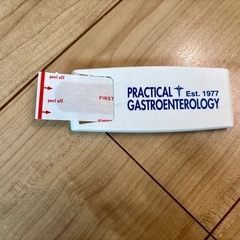 peel off
peel off
FIRST
FIRST
PRACTICAL Est. 1977
GASTROENTEROLOGY